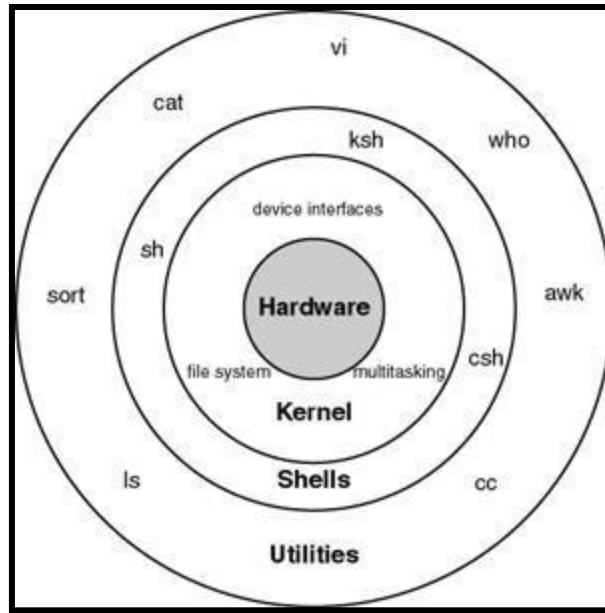 vi
cat
ksh
who
device interfaces
sh
Hardware
sort
awk
csh
file system
multitasking
Kernel
Shells
ls
cc
Utilities